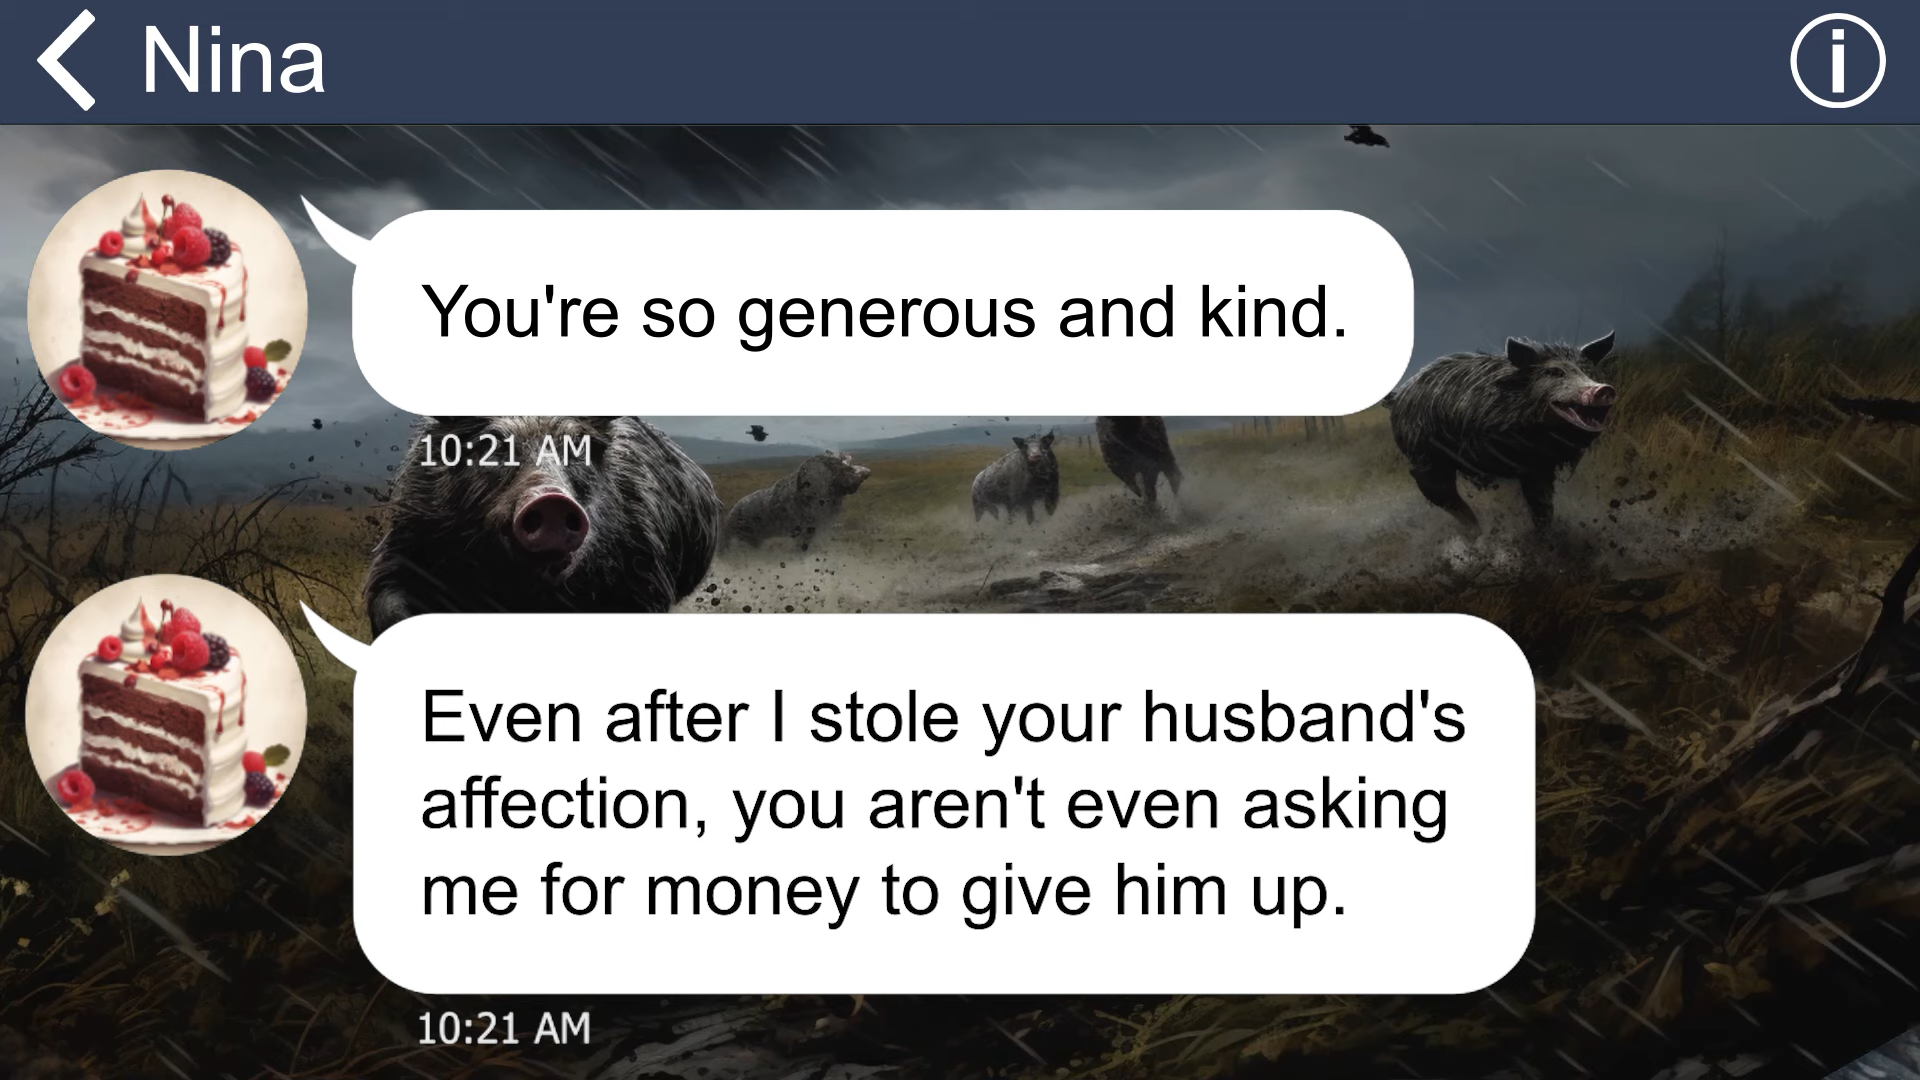 Nina
You're so generous and kind.
10:21 AM
Even after I stole your husband's
affection, you aren't even asking
me for money to give him up.
10:21 AM